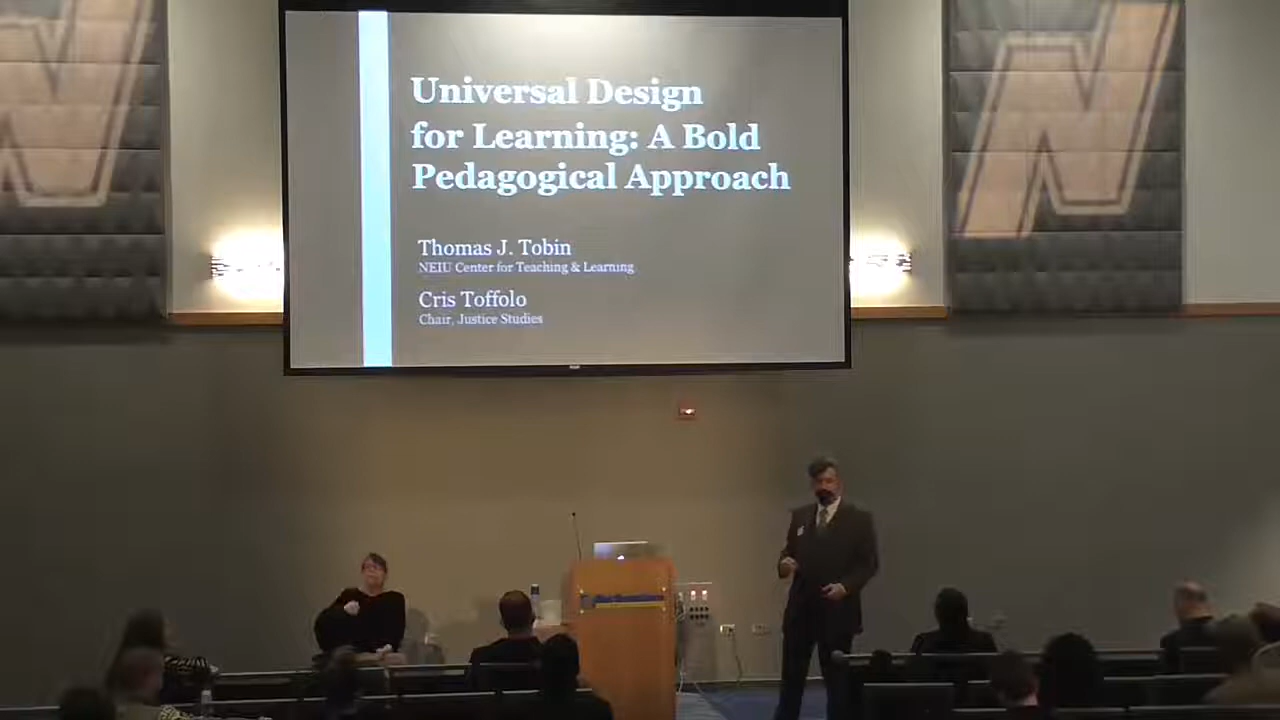 Universal Design
for Learning: A Bold
Pedagogical Approach
Thomas J. Tobin
NEIU Center for Teaching & Learning
Cris Toffolo
Chair, Justice Studies
N
N